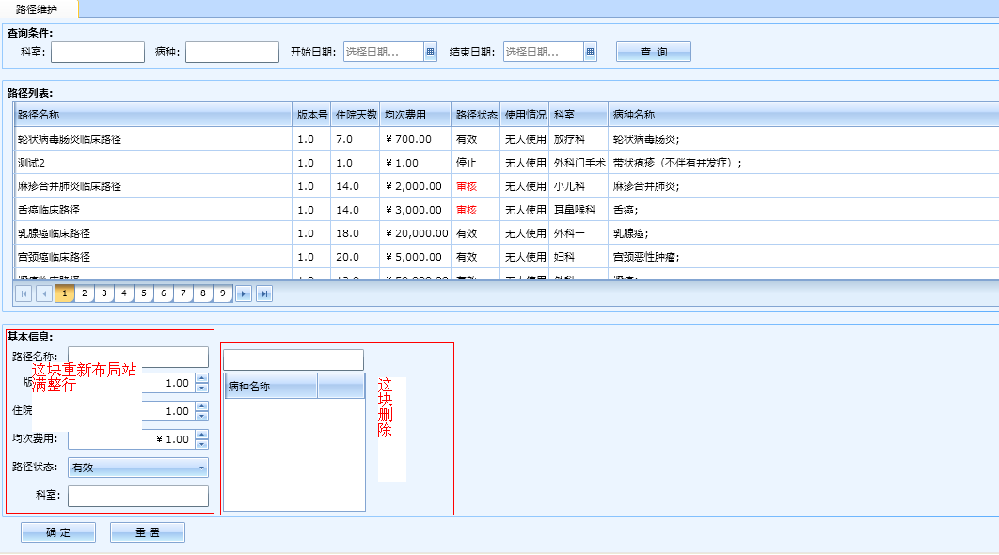 路径维护
查询条件:
科室: 病种: 开始日期: 选择日期... 结束日期: 选择日期... 查 询
路径列表:
路径名称 版本号 住院天数 均次费用 路径状态 使用情况 科室 病种名称
轮状病毒肠炎临床路径 1.0 7.0 ￥700.00 有效 无人使用 放疗科 轮状病毒肠炎;
测试2 1.0 1.0 ￥1.00 停止 无人使用 外科门手术 带状疱疹（不伴有并发症）;
麻疹合并肺炎临床路径 1.0 14.0 ￥2,000.00 审核 无人使用 小儿科 麻疹合并肺炎;
舌癌临床路径 1.0 14.0 ￥3,000.00 审核 无人使用 耳鼻喉科 舌癌;
乳腺癌临床路径 1.0 18.0 ￥20,000.00 有效 无人使用 外科一 乳腺癌;
宫颈癌临床路径 1.0 20.0 ￥5,000.00 有效 无人使用 妇科 宫颈恶性肿瘤;
1 2 3 4 5 6 7 8 9
基本信息:
路径名称:
这块重新布局站
满整行
版 1.00
住院 1.00
均次费用: ￥1.00
路径状态: 有效
科室:
病种名称
这
块
删
除
确 定 重 置